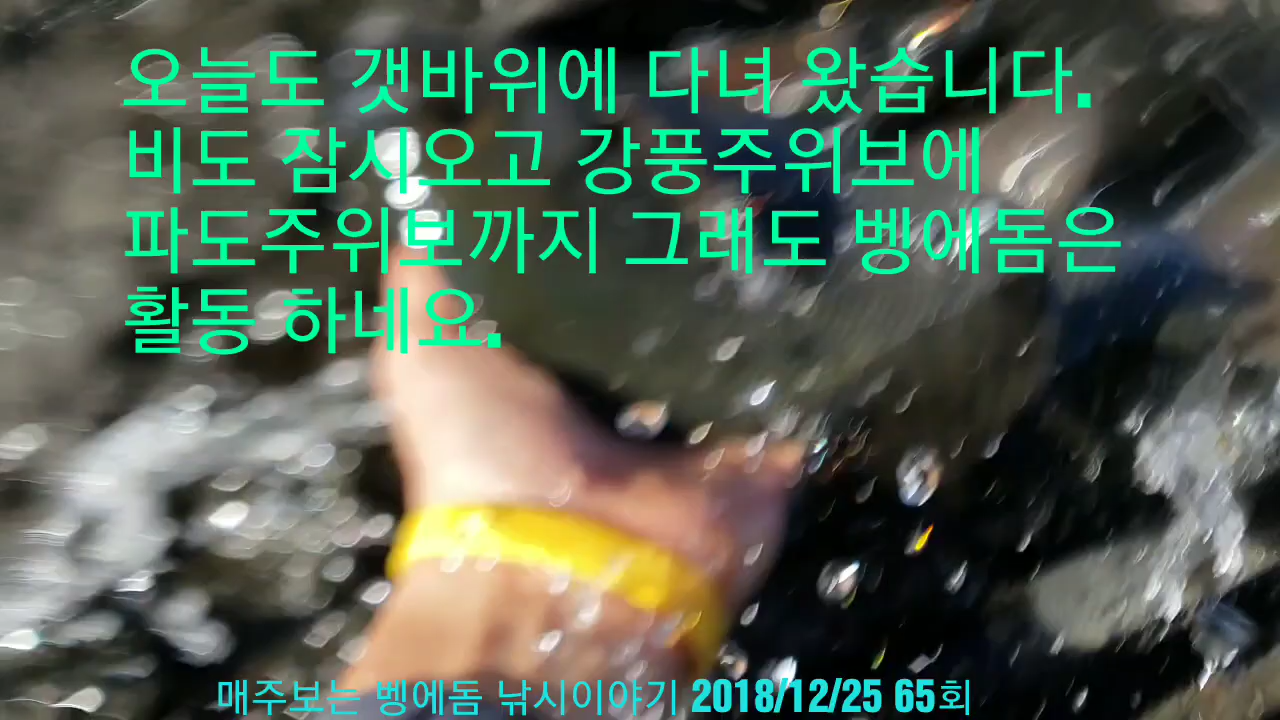 오늘도 갯바위에 다녀 왔습니다.
비도 잠시오고 강풍주위보에
파도주위보까지 그래도 벵에돔은
활동 하네요.
매주보는 벵에돔 낚시이야기 2018/12/25 65회